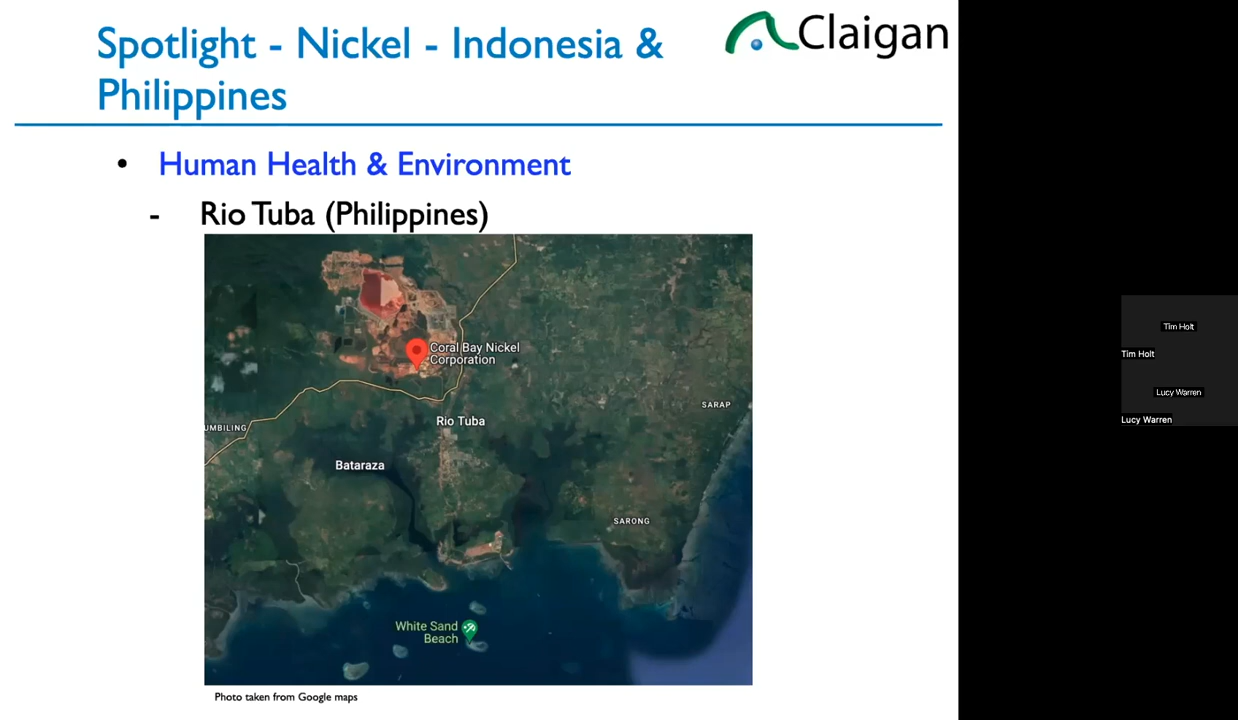 Spotlight - Nickel - Indonesia &
Philippines
Claigan
• Human Health & Environment
- Rio Tuba (Philippines)
Coral Bay Nickel
Corporation
SARAP
Rio Tuba
UMBILING
Bataraza
SARONG
White Sand
Beach
Photo taken from Google maps
Tim Holt
Tim Holt
Lucy Warren
Lucy Warren